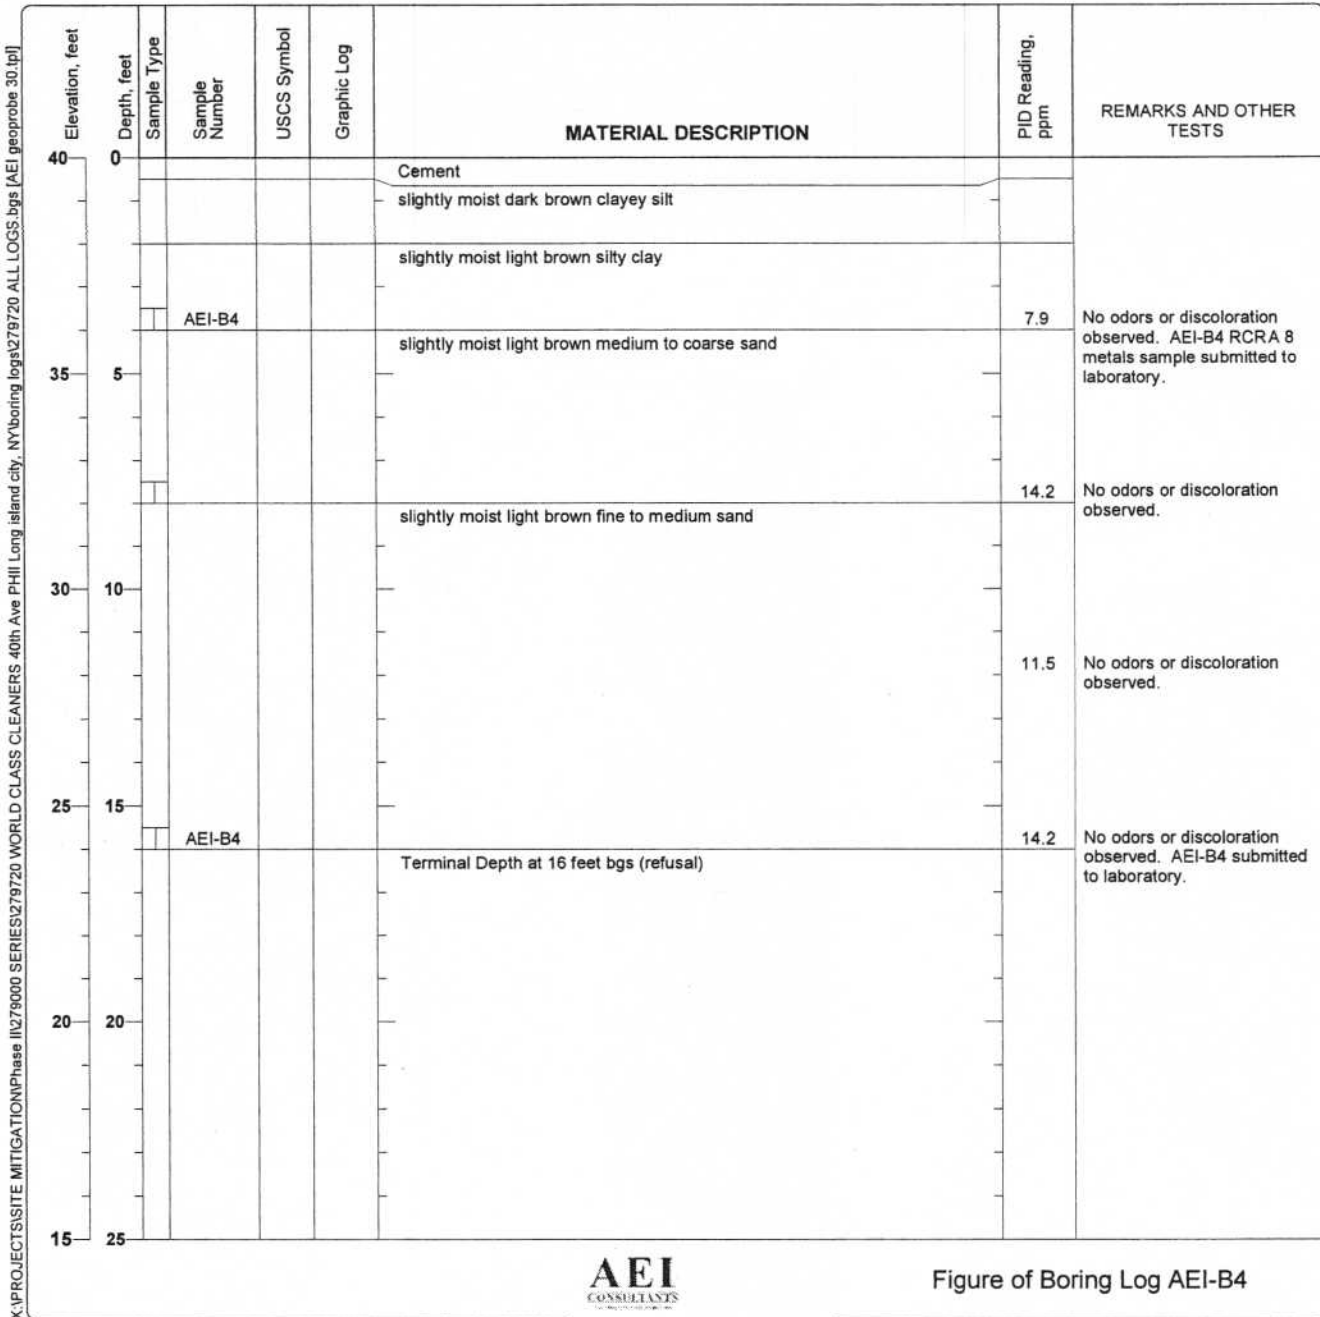 Elevation, feet
Depth, feet
Sample Type
Sample
Number
USCS Symbol
Graphic Log
MATERIAL DESCRIPTION
PID Reading,
ppm
REMARKS AND OTHER
TESTS
40 0
Cement
slightly moist dark brown clayey silt
slightly moist light brown silty clay
AEI-B4
7.9
No odors or discoloration
observed. AEI-B4 RCRA 8
metals sample submitted to
laboratory.
slightly moist light brown medium to coarse sand
35 5
14.2
No odors or discoloration
observed.
slightly moist light brown fine to medium sand
30 10
11.5
No odors or discoloration
observed.
25 15
AEI-B4
14.2
No odors or discoloration
observed. AEI-B4 submitted
to laboratory.
Terminal Depth at 16 feet bgs (refusal)
20 20
15 25
AEI
CONSULTANTS
Figure of Boring Log AEI-B4
K:\PROJECTS\SITE MITIGATION\Phase II\279000 SERIES\279720 WORLD CLASS CLEANERS 40th Ave PHII Long island city, NY\boring logs\279720 ALL LOGS.bgs [AEI geoprobe 30.tpl]